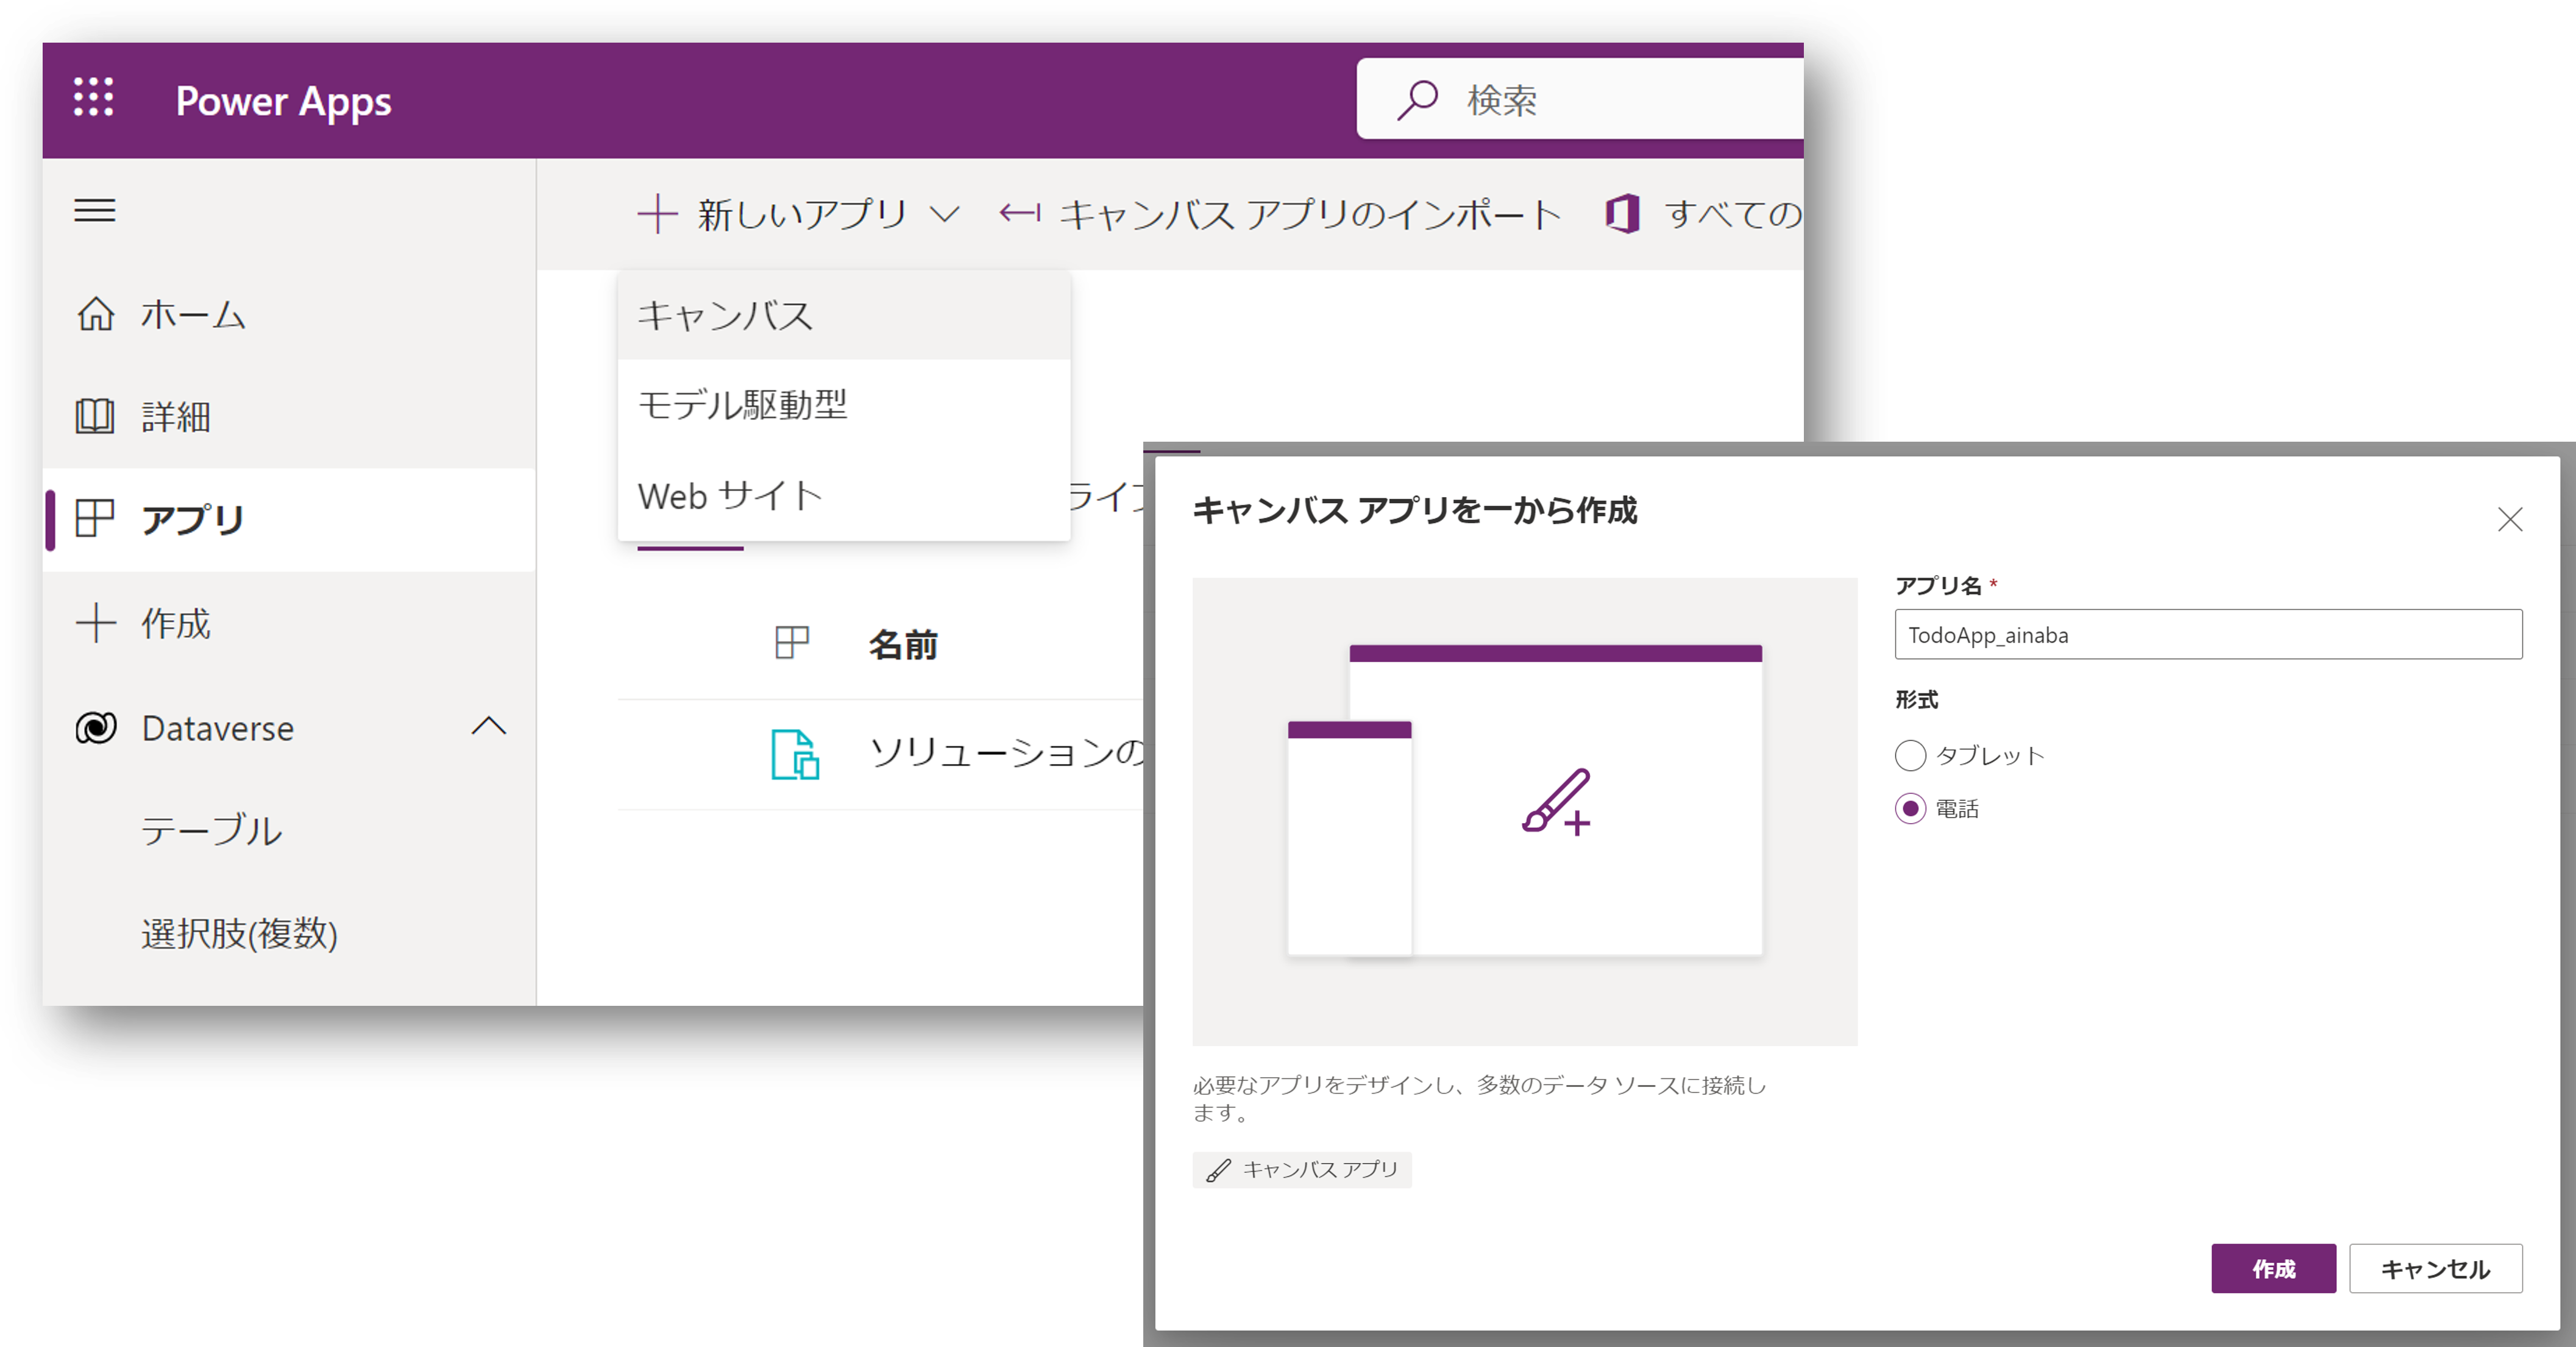 Power Apps
検索
新しいアプリ
キャンバス アプリのインポート
すべての
ホーム
詳細
アプリ
作成
Dataverse
テーブル
選択肢(複数)
キャンバス
モデル駆動型
Web サイト
ライブ
名前
ソリューションの
キャンバス アプリを一から作成
アプリ名 *
TodoApp_ainaba
形式
タブレット
電話
必要なアプリをデザインし、多数のデータ ソースに接続し
ます。
キャンバス アプリ
作成
キャンセル